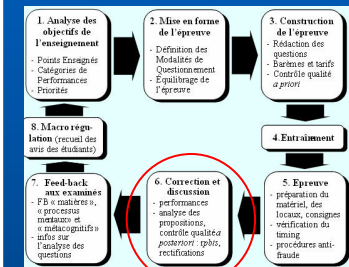 1. Analyse des
objectifs de
l'enseignement
- Points Enseignés
- Catégories de
Performances
- Priorités
2. Mise en forme
de l'épreuve
- Définition des
Modalités de
Questionnement
- Équilibrage de
l'épreuve
3. Construction
de l'épreuve
- Rédaction des
questions
- Barèmes et tarifs
- Contrôle qualité
a priori
4. Entraînement
5. Epreuve
- préparation du
matériel, des
locaux, consignes
- vérification du
timing
- procédures anti-
fraude
6. Correction et
discussion
- performances
- analyse des
propositions,
contrôle qualité a
posteriori : rpbis,
rectifications
7. Feed-back
aux examinés
- FB « matières »,
« processus
mentaux » et
« métacognitifs »
- infos sur
l'analyse des
questions
8. Macro régu-
lation (recueil des
avis des étudiants)